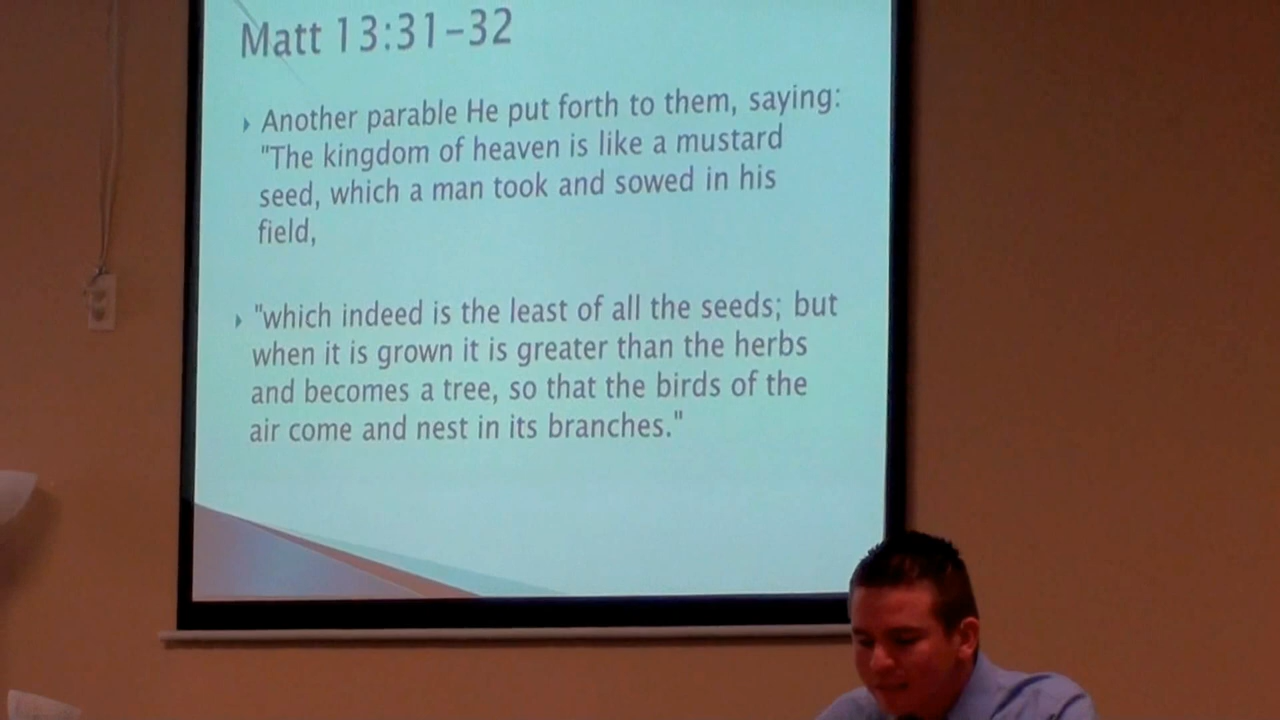 Matt 13:31-32
Another parable He put forth to them, saying:
"The kingdom of heaven is like a mustard
seed, which a man took and sowed in his
field,
"which indeed is the least of all the seeds; but
when it is grown it is greater than the herbs
and becomes a tree, so that the birds of the
air come and nest in its branches."